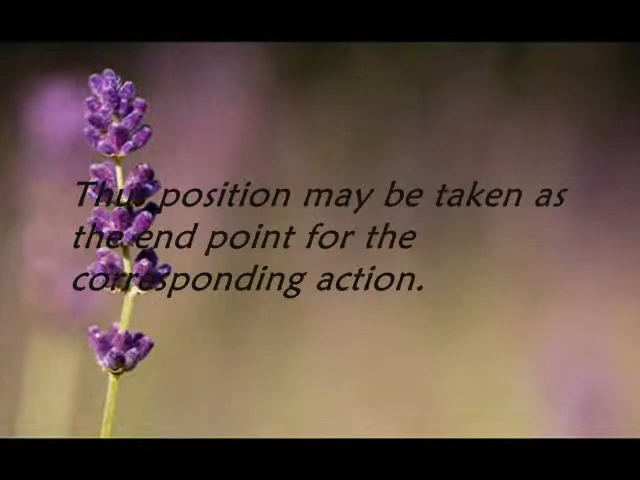 Thus position may be taken as
the end point for the
corresponding action.